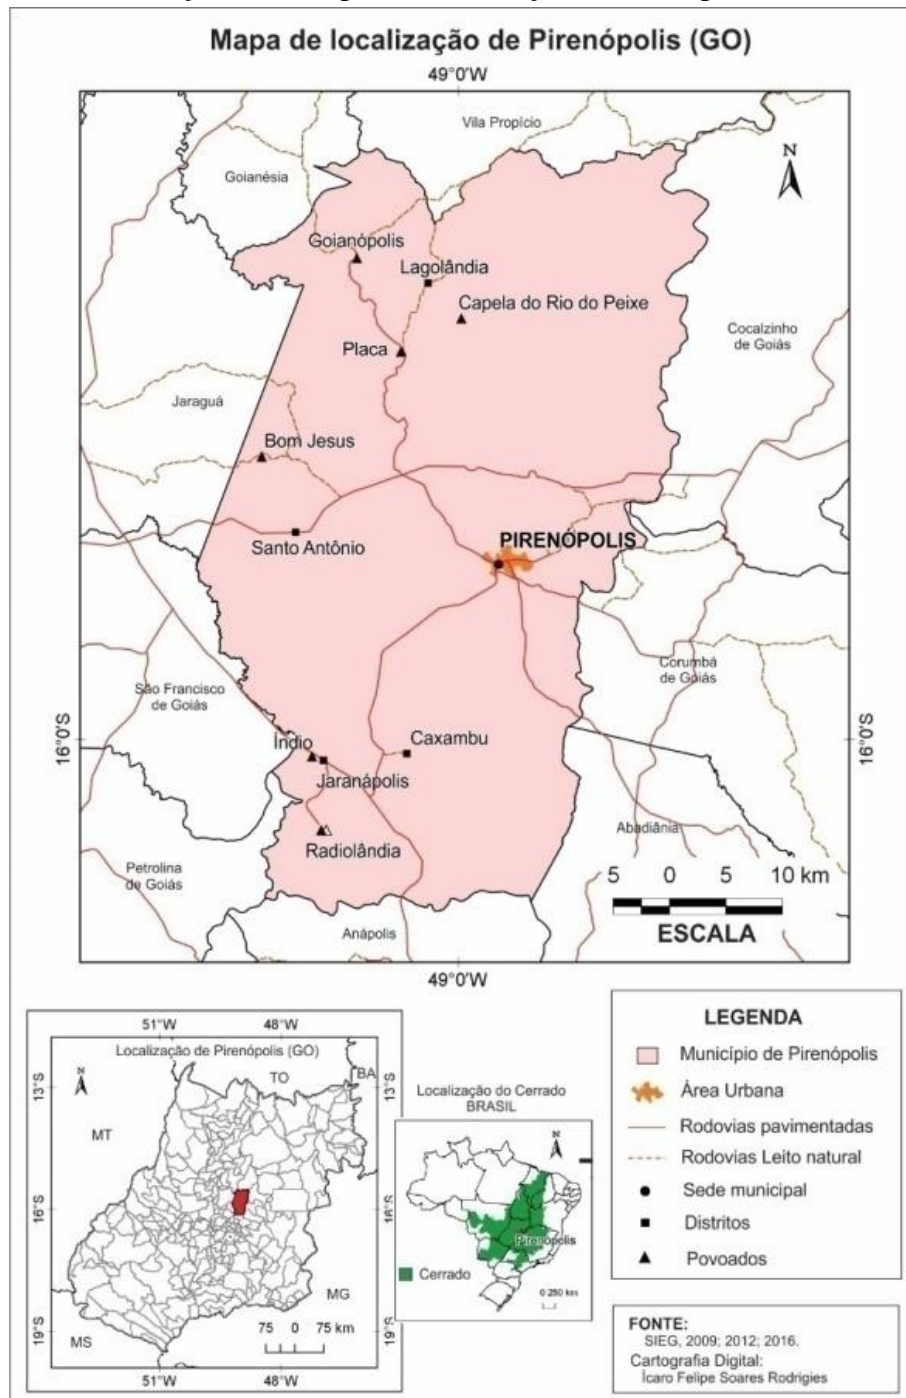 Mapa de localização de Pirenópolis (GO)
49°0'W
Vila Propício
N
Goianésia
Goianópolis
Lagolândia
Capela do Rio do Peixe
Cocalzinho
de Goiás
Placa
Jaraguá
Bom Jesus
PIRENÓPOLIS
Santo Antônio
Corumbá
de Goiás
São Francisco
de Goiás
16°0'S
16°0'S
Índio
Caxambu
Jaranápolis
Abadiânia
Radiolândia
Petrolina
de Goiás
5 0 5 10 km
ESCALA
Anápolis
49°0'W
51°W 48°W
Localização de Pirenópolis (GO)
N
TO
BA
13°S
13°S
MT
16°S
16°S
MG
75 0 75 km
19°S
19°S
MS
51°W 48°W
Localização do Cerrado
BRASIL
N
Pirenópolis
Cerrado
0 250 km
LEGENDA
Município de Pirenópolis
Área Urbana
Rodovias pavimentadas
Rodovias Leito natural
Sede municipal
Distritos
Povoados
FONTE:
SIEG, 2009; 2012; 2016.
Cartografia Digital:
Ícaro Felipe Soares Rodrigies